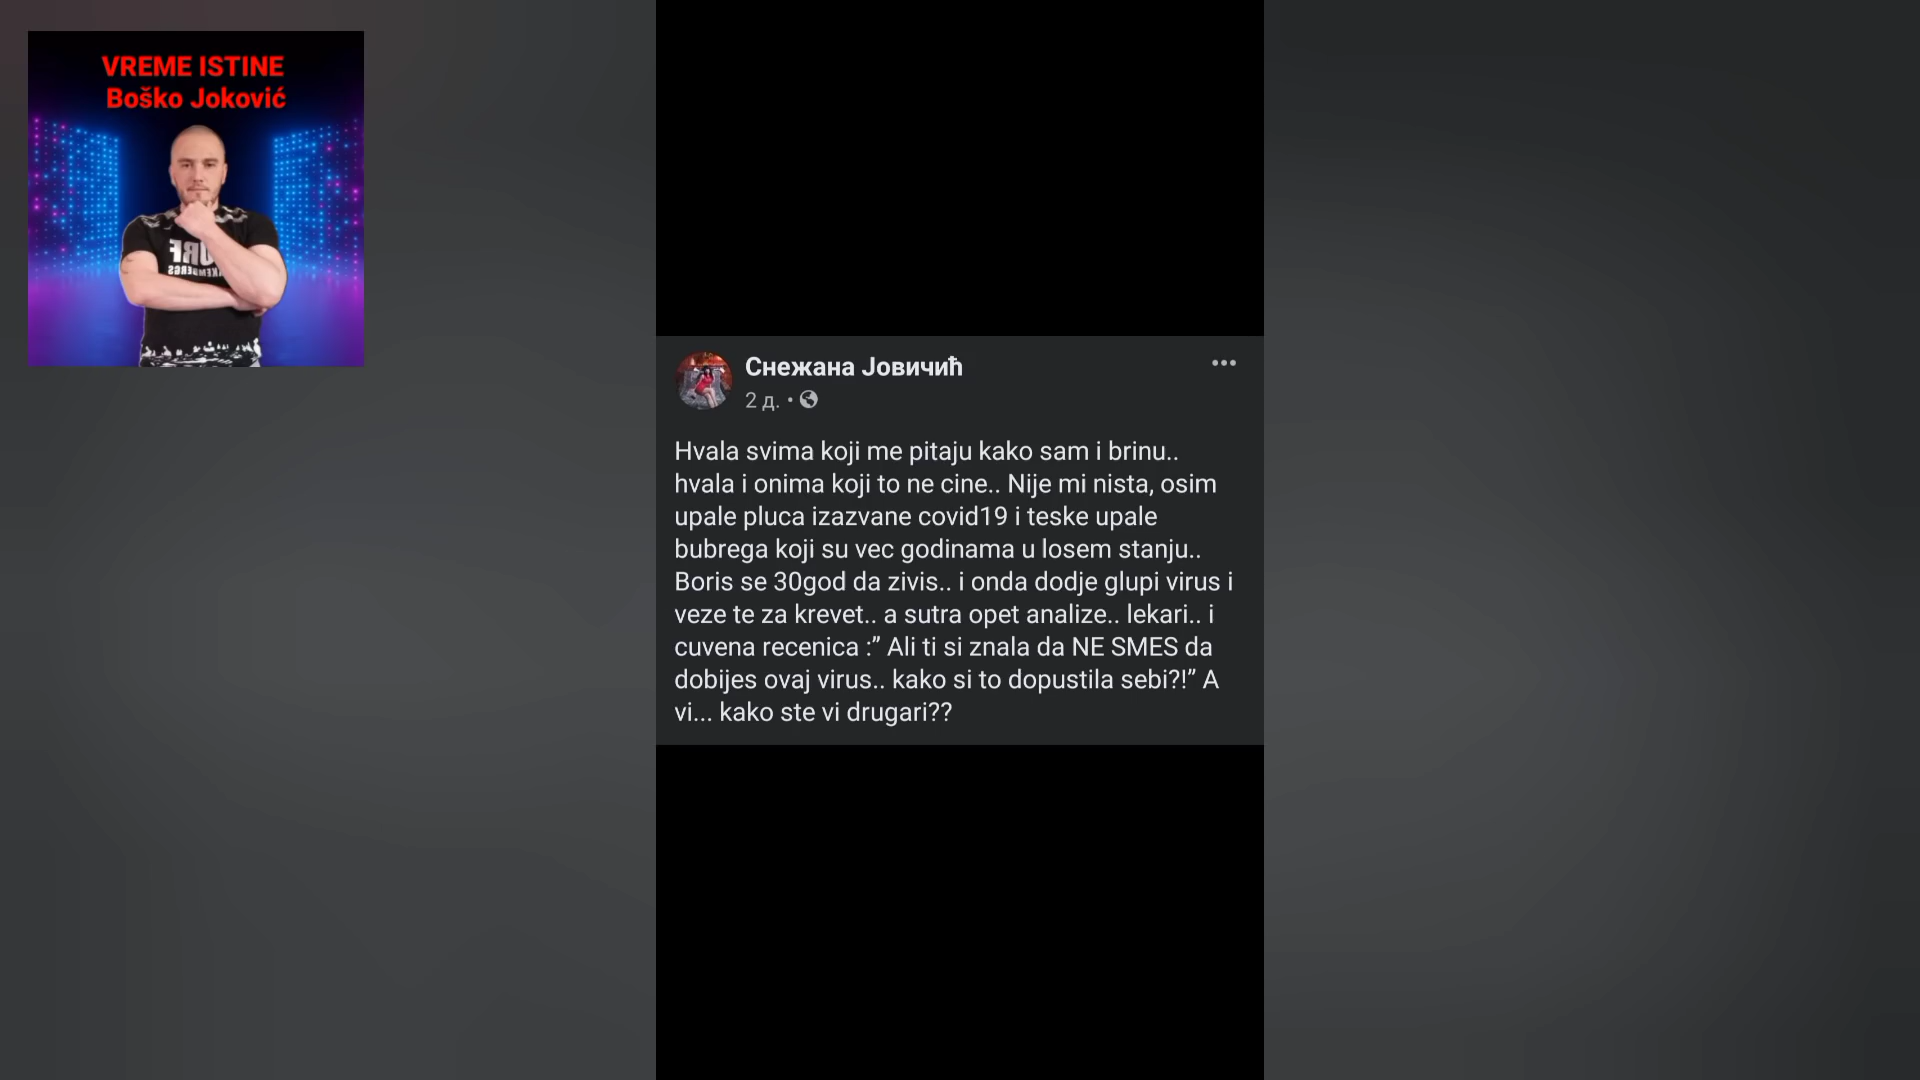 VREME ISTINE
Boško Joković
Снежана Јовичић
2 д.
Hvala svima koji me pitaju kako sam i brinu..
hvala i onima koji to ne cine.. Nije mi nista, osim
upale pluca izazvane covid19 i teske upale
bubrega koji su vec godinama u losem stanju..
Boris se 30god da zivis.. i onda dodje glupi virus i
veze te za krevet.. a sutra opet analize.. lekari.. i
cuvena recenica :” Ali ti si znala da NE SMES da
dobijes ovaj virus.. kako si to dopustila sebi?!” A
vi... kako ste vi drugari??